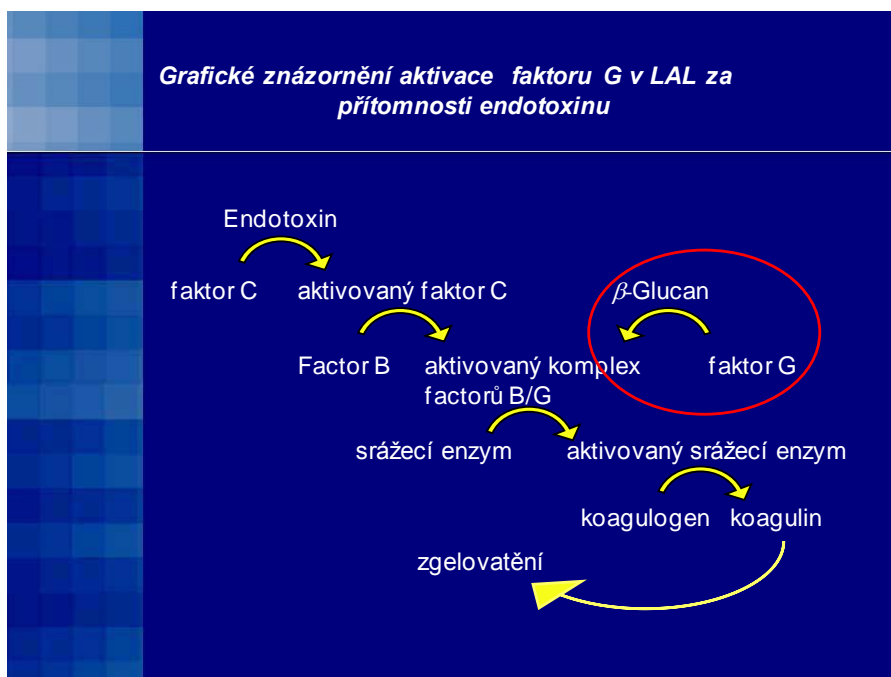 Grafické znázornění aktivace faktoru G v LAL za
přítomnosti endotoxinu
Endotoxin
faktor C aktivovaný faktor C β-Glucan
Factor B aktivovaný komplex faktor G
factorů B/G
srážecí enzym aktivovaný srážecí enzym
koagulogen koagulin
zgelovatění